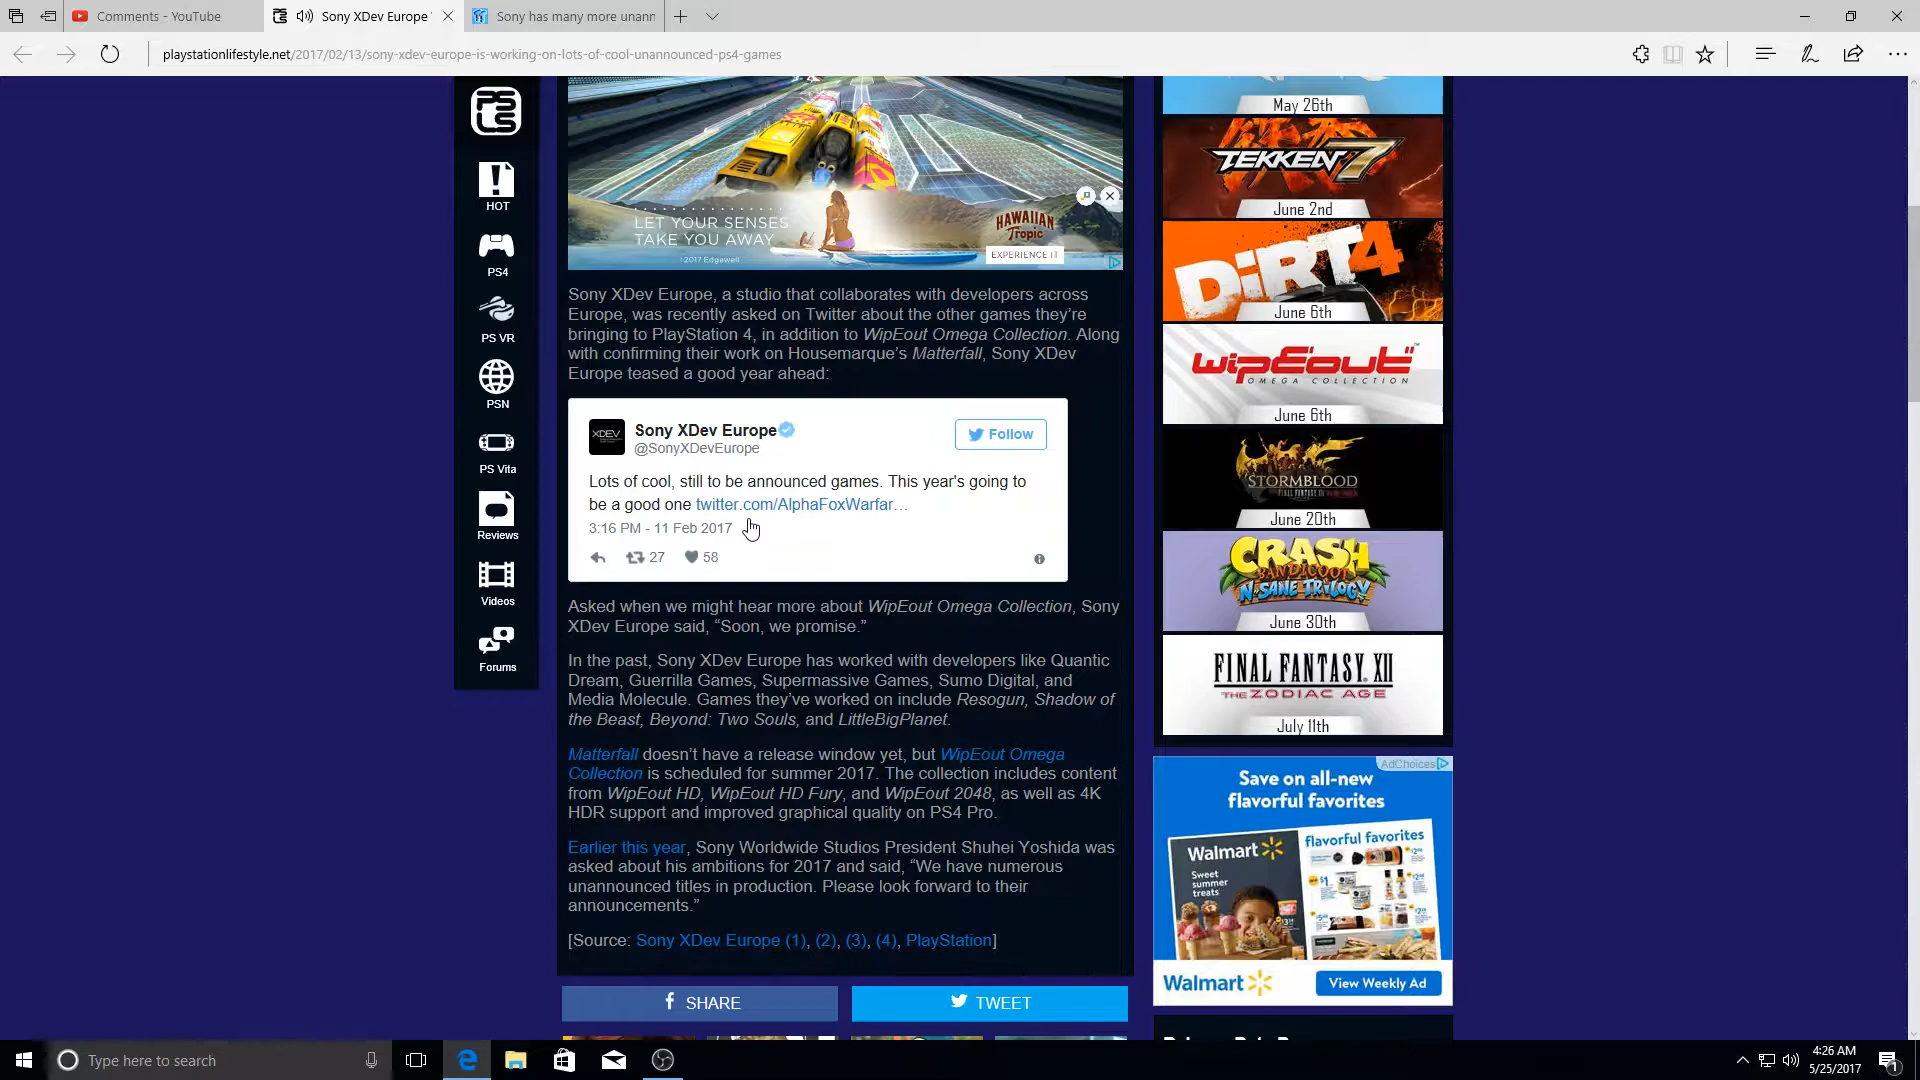 Comments - YouTube
Sony XDev Europe
Sony has many more unann
playstationlifestyle.net/2017/02/13/sony-xdev-europe-is-working-on-lots-of-cool-unannounced-ps4-games
PS
LS
HOT
PS4
PS VR
PSN
PS Vita
Reviews
Videos
Forums
LET YOUR SENSES
TAKE YOU AWAY
©2017 Edgewell
HAWAIIAN
Tropic
EXPERIENCE IT
Sony XDev Europe, a studio that collaborates with developers across
Europe, was recently asked on Twitter about the other games they’re
bringing to PlayStation 4, in addition to WipEout Omega Collection. Along
with confirming their work on Housemarque’s Matterfall, Sony XDev
Europe teased a good year ahead:
XDEV
Sony XDev Europe
@SonyXDevEurope
Follow
Lots of cool, still to be announced games. This year's going to
be a good one twitter.com/AlphaFoxWarfar…
3:16 PM - 11 Feb 2017
27
58
Asked when we might hear more about WipEout Omega Collection, Sony
XDev Europe said, “Soon, we promise.”
In the past, Sony XDev Europe has worked with developers like Quantic
Dream, Guerrilla Games, Supermassive Games, Sumo Digital, and
Media Molecule. Games they’ve worked on include Resogun, Shadow of
the Beast, Beyond: Two Souls, and LittleBigPlanet.
Matterfall doesn’t have a release window yet, but WipEout Omega
Collection is scheduled for summer 2017. The collection includes content
from WipEout HD, WipEout HD Fury, and WipEout 2048, as well as 4K
HDR support and improved graphical quality on PS4 Pro.
Earlier this year, Sony Worldwide Studios President Shuhei Yoshida was
asked about his ambitions for 2017 and said, “We have numerous
unannounced titles in production. Please look forward to their
announcements.”
[Source: Sony XDev Europe (1), (2), (3), (4), PlayStation]
SHARE
TWEET
May 26th
TEKKEN 7
June 2nd
DiRT 4
June 6th
wipEout
OMEGA COLLECTION
June 6th
STORMBLOOD
June 20th
CRASH
BANDICOOT
N. SANE TRILOGY
June 30th
FINAL FANTASY XII
THE ZODIAC AGE
July 11th
AdChoices
Save on all-new
flavorful favorites
Walmart
Sweet
summer
treats
flavorful favorites
Walmart
View Weekly Ad
Type here to search
4:26 AM
5/25/2017
1